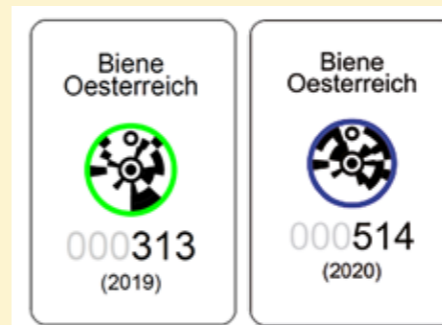 Biene
Oesterreich
000313
(2019)
Biene
Oesterreich
000514
(2020)